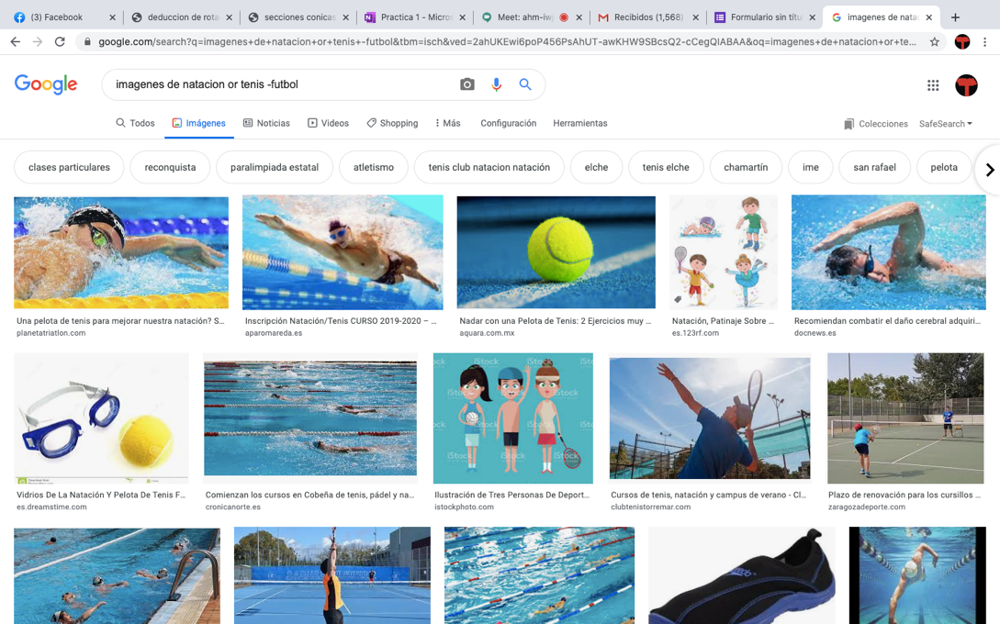 (3) Facebook
deduccion de rota
secciones conicas
Practica 1 - Micros
Meet: ahm-iwj
Recibidos (1,568)
Formulario sin títu
imagenes de natac
google.com/search?q=imagenes+de+natacion+or+tenis+-futbol&tbm=isch&ved=2ahUKEwi6poP456PsAhUT-awKHW9SBcsQ2-cCegQIABAA&oq=imagenes+de+natacion+or+te...
Google
imagenes de natacion or tenis -futbol
Todos
Imágenes
Noticias
Videos
Shopping
Más
Configuración
Herramientas
Colecciones
SafeSearch
clases particulares
reconquista
paralimpiada estatal
atletismo
tenis club natacion natación
elche
tenis elche
chamartín
ime
san rafael
pelota
Una pelota de tenis para mejorar nuestra natación? S...
planetatriatlon.com
Inscripción Natación/Tenis CURSO 2019-2020 – ...
aparomareda.es
Nadar con una Pelota de Tenis: 2 Ejercicios muy ...
aquara.com.mx
Natación, Patinaje Sobre ...
es.123rf.com
Recomiendan combatir el daño cerebral adquiri...
docnews.es
iStock
iStock
iStock
iStock
Vidrios De La Natación Y Pelota De Tenis F...
es.dreamstime.com
Comienzan los cursos en Cobeña de tenis, pádel y na...
cronicanorte.es
Ilustración de Tres Personas De Deport...
istockphoto.com
Cursos de tenis, natación y campus de verano - Cl...
clubtenistorremar.com
Plazo de renovación para los cursillos ...
zaragozadeporte.com